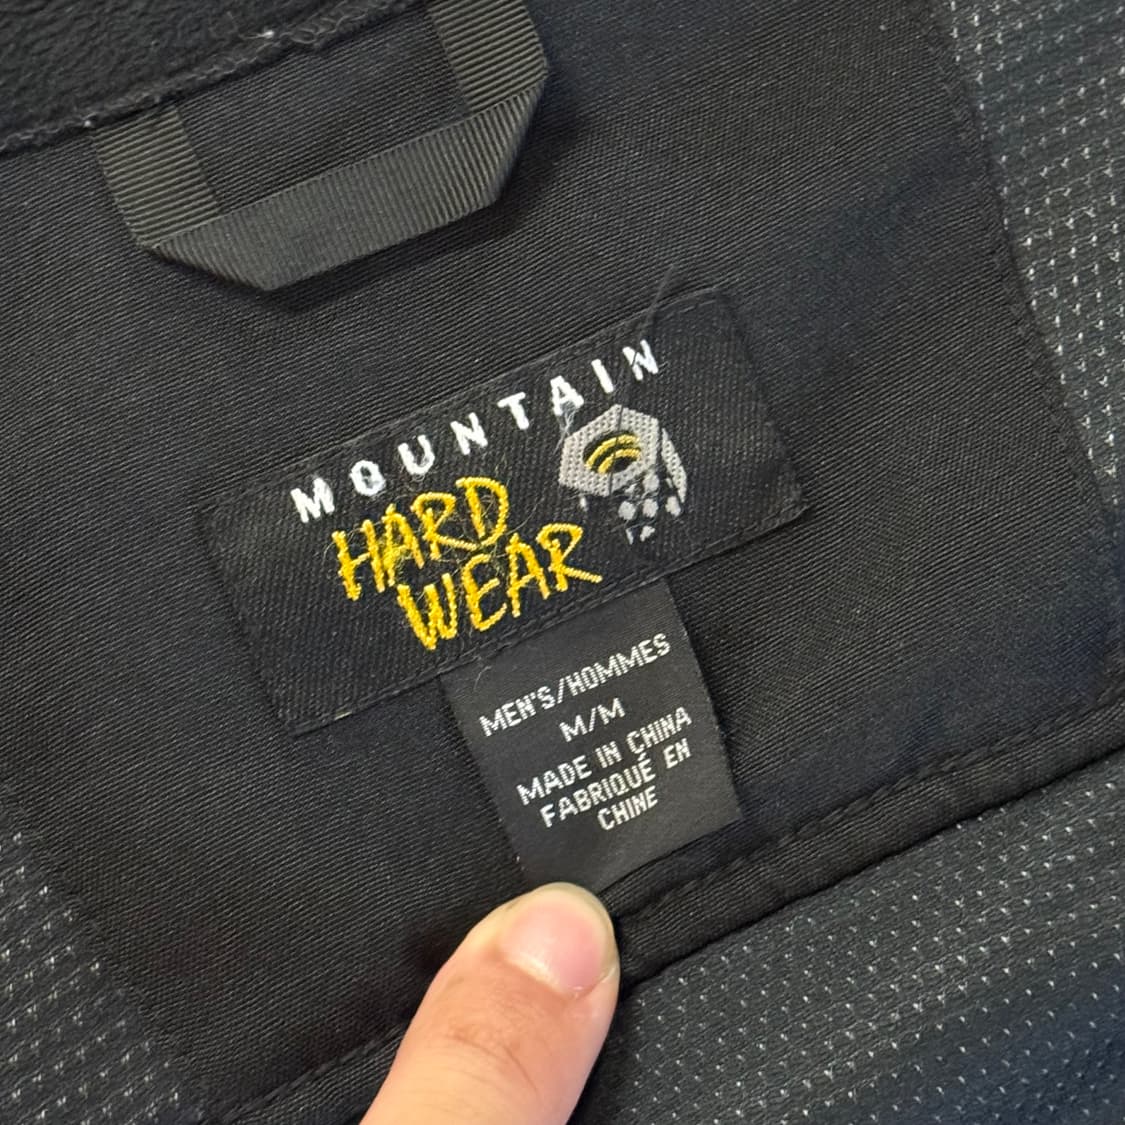 MOUNTAIN
HARD
WEAR
MEN'S/HOMMES
M/M
MADE IN CHINA
FABRIQUÉ EN
CHINE